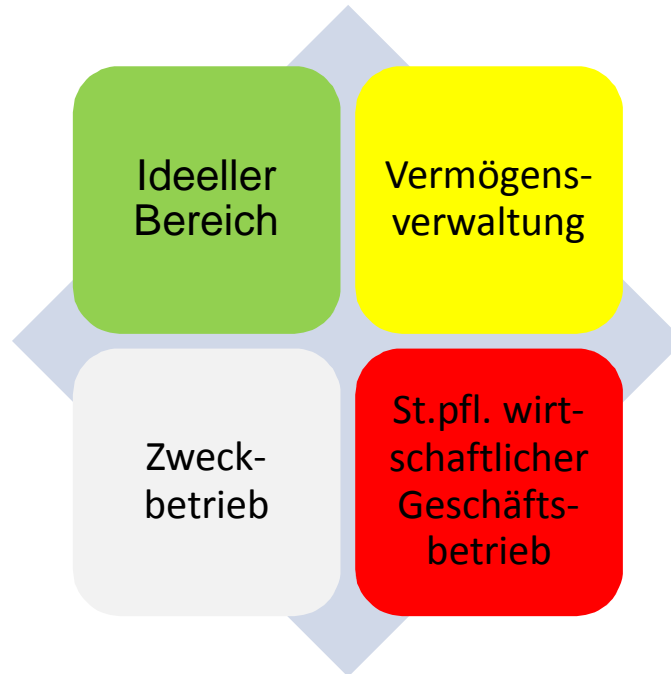 Ideeller
Bereich
Vermögens-
verwaltung
Zweck-
betrieb
St.pfl. wirt-
schaftlicher
Geschäfts-
betrieb